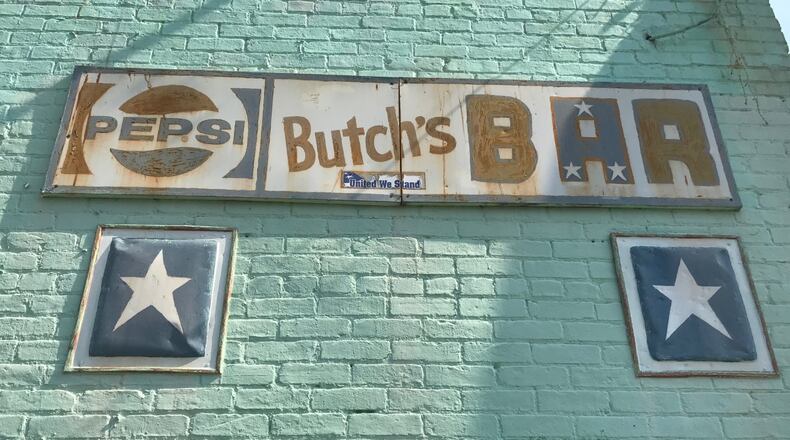 PEPSI Butch's BAR
United We Stand